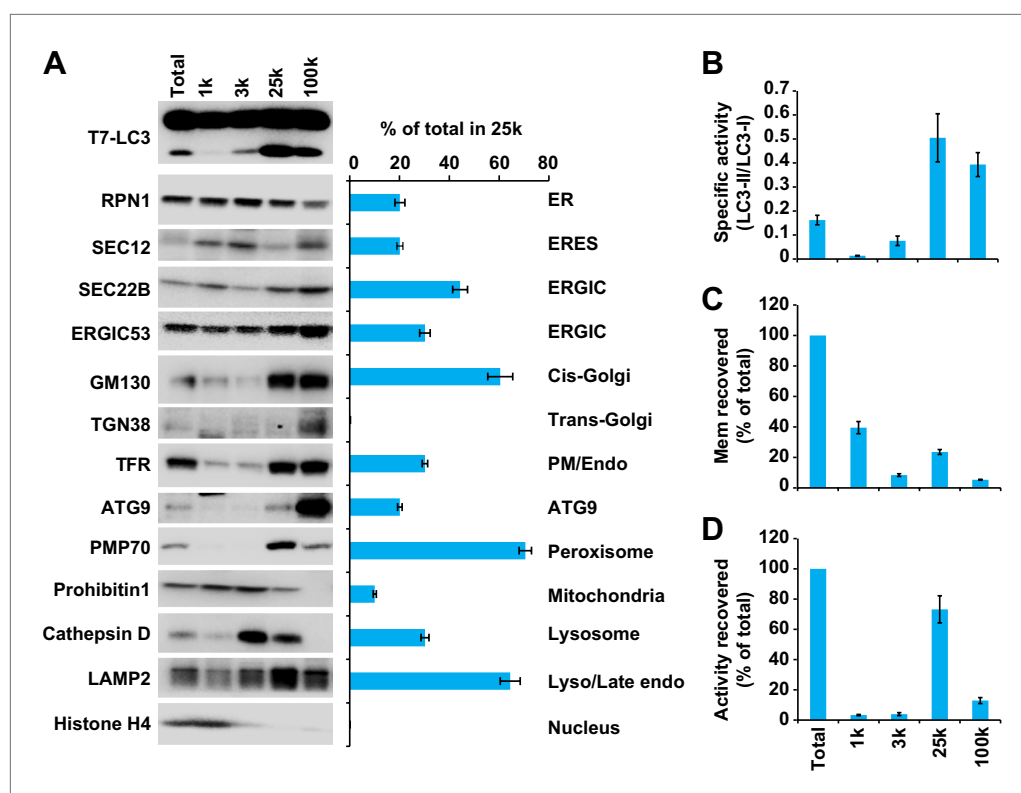 A
Total 1k 3k 25k 100k
T7-LC3
% of total in 25k
0 20 40 60 80
RPN1 ER
SEC12 ERES
SEC22B ERGIC
ERGIC53 ERGIC
GM130 Cis-Golgi
TGN38 Trans-Golgi
TFR PM/Endo
ATG9 ATG9
PMP70 Peroxisome
Prohibitin1 Mitochondria
Cathepsin D Lysosome
LAMP2 Lyso/Late endo
Histone H4 Nucleus
B
Specific activity
(LC3-II/LC3-I)
0.7
0.6
0.5
0.4
0.3
0.2
0.1
0
C
Mem recovered
(% of total)
120
100
80
60
40
20
0
D
Activity recovered
(% of total)
120
100
80
60
40
20
0
Total 1k 3k 25k 100k